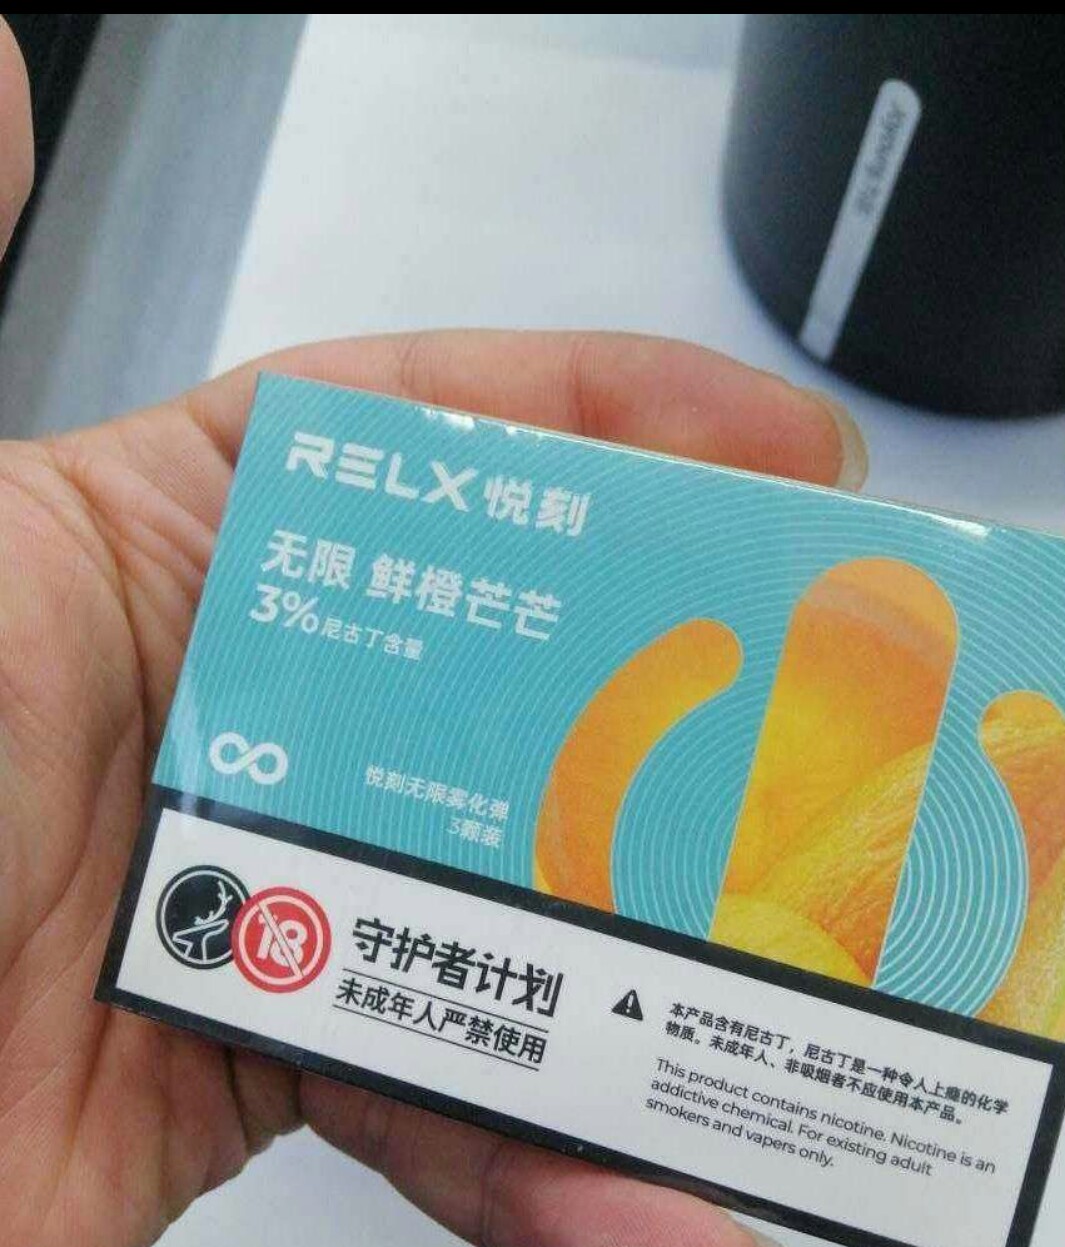 Joyoung 九阳
RELX 悦刻
无限 鲜橙芒芒
3% 尼古丁含量
悦刻无限雾化弹
3颗装
18
守护者计划
未成年人严禁使用
本产品含有尼古丁，尼古丁是一种令人上瘾的化学
物质。未成年人、非吸烟者不应使用本产品。
This product contains nicotine. Nicotine is an
addictive chemical. For existing adult
smokers and vapers only.